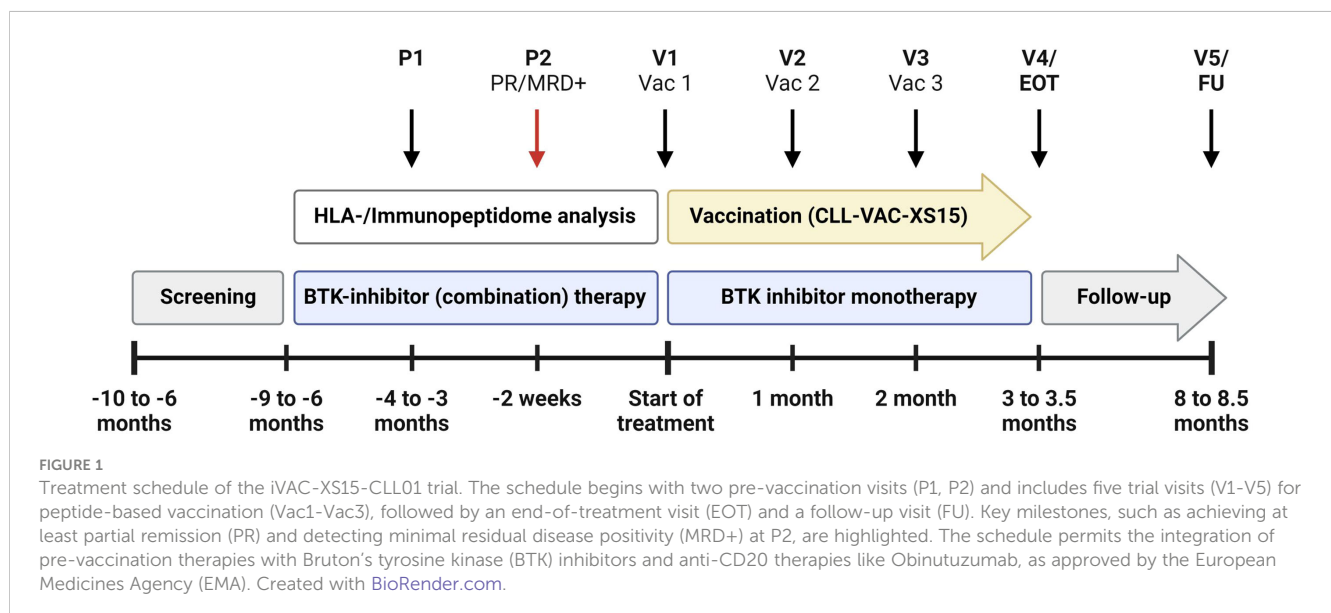 P1 P2 V1 V2 V3 V4/ V5/
PR/MRD+ Vac 1 Vac 2 Vac 3 EOT FU
HLA-/Immunopeptidome analysis Vaccination (CLL-VAC-XS15)
Screening BTK-inhibitor (combination) therapy BTK inhibitor monotherapy Follow-up
-10 to -6 -9 to -6 -4 to -3 -2 weeks Start of 1 month 2 month 3 to 3.5 8 to 8.5
months months months treatment months months
FIGURE 1
Treatment schedule of the iVAC-XS15-CLL01 trial. The schedule begins with two pre-vaccination visits (P1, P2) and includes five trial visits (V1-V5) for
peptide-based vaccination (Vac1-Vac3), followed by an end-of-treatment visit (EOT) and a follow-up visit (FU). Key milestones, such as achieving at
least partial remission (PR) and detecting minimal residual disease positivity (MRD+) at P2, are highlighted. The schedule permits the integration of
pre-vaccination therapies with Bruton's tyrosine kinase (BTK) inhibitors and anti-CD20 therapies like Obinutuzumab, as approved by the European
Medicines Agency (EMA). Created with BioRender.com.